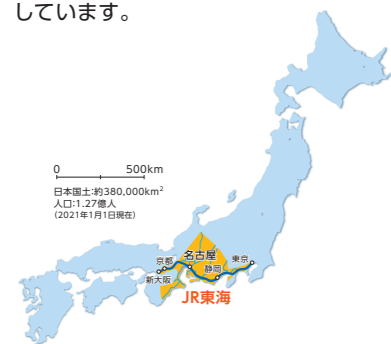 しています。
0 500km
日本国土:約380,000km²
人口:1.27億人
(2021年1月1日現在)
京都
名古屋
東京
静岡
新大阪
JR東海